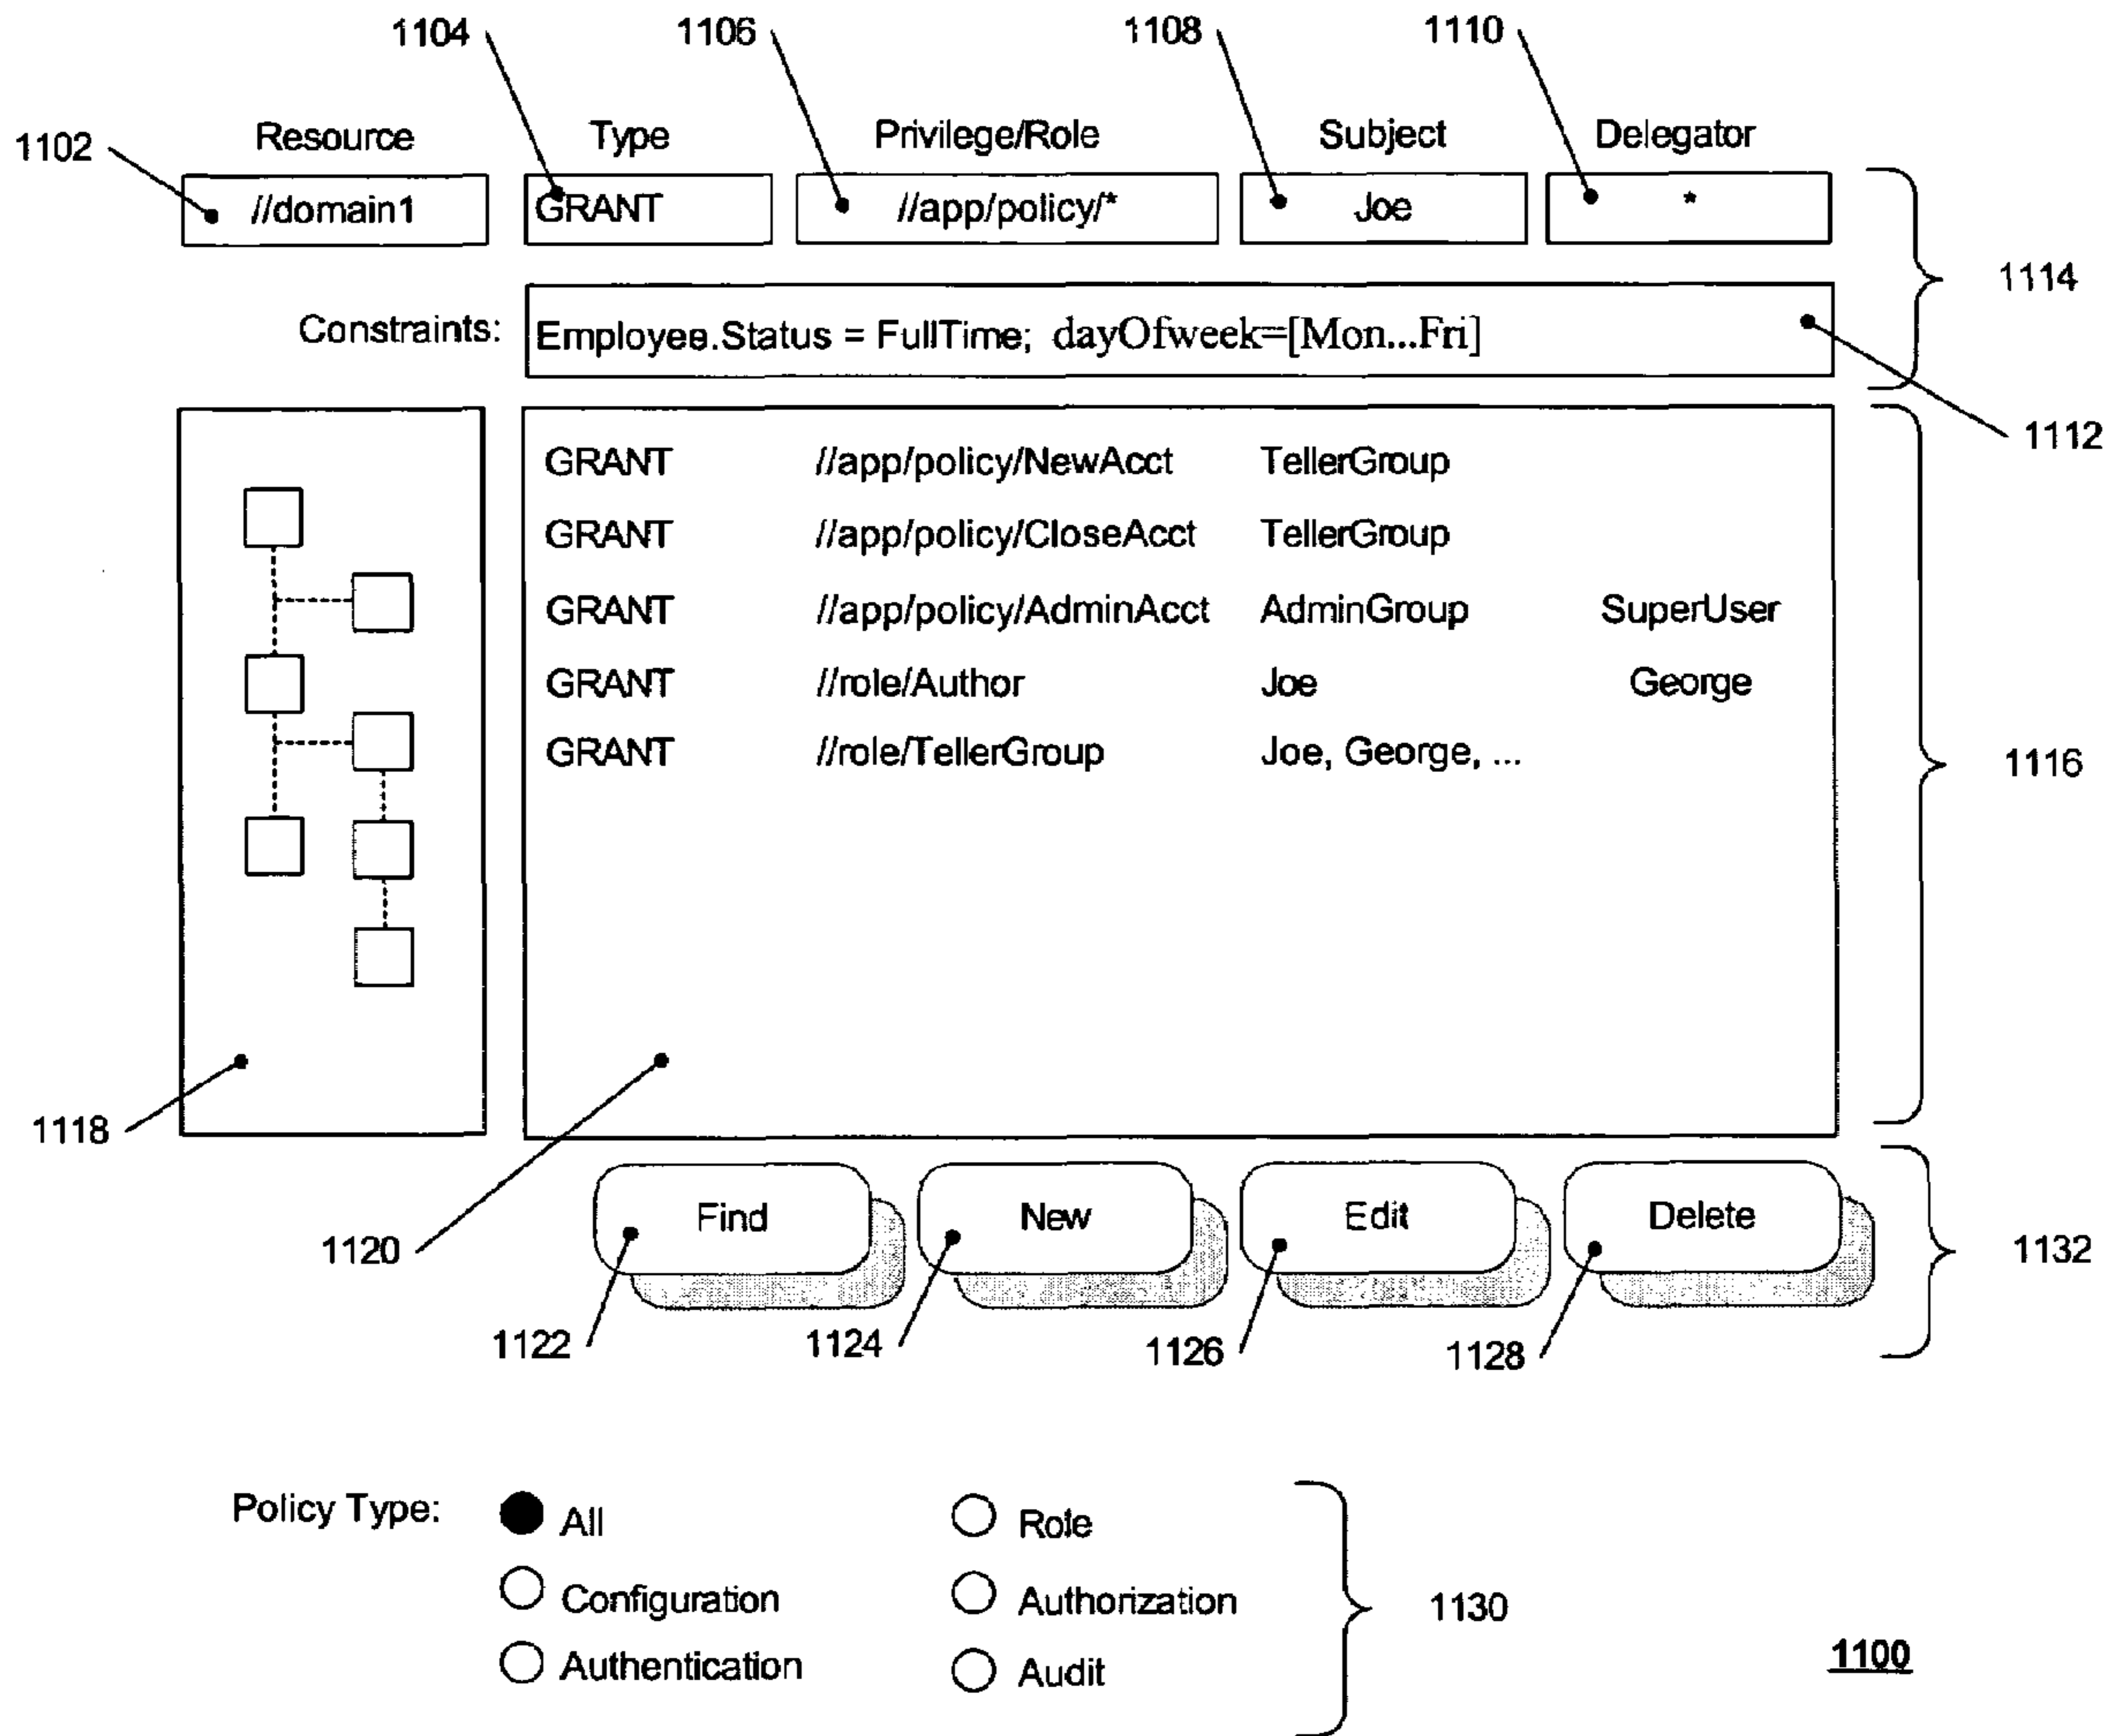 1104 1106 1108 1110
1102 Resource Type Privilege/Role Subject Delegator
//domain1 GRANT //app/policy/* Joe *
1114
Constraints: Employee.Status = FullTime; dayOfweek=[Mon...Fri]
1112
GRANT //app/policy/NewAcct TellerGroup
GRANT //app/policy/CloseAcct TellerGroup
GRANT //app/policy/AdminAcct AdminGroup SuperUser
GRANT //role/Author Joe George
GRANT //role/TellerGroup Joe, George, ...
1116
1118
1120 Find New Edit Delete 1132
1122 1124 1126 1128
Policy Type: All Role
Configuration Authorization 1130
Authentication Audit
1100